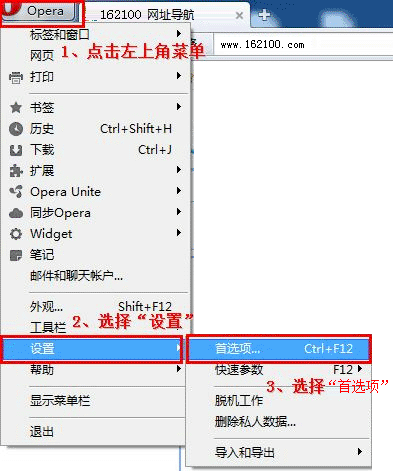 Opera
162100 网址导航
标签和窗口
1、点击左上角菜单
www.162100.com
网页
打印
书签
历史 Ctrl+Shift+H
下载 Ctrl+J
扩展
Opera Unite
同步Opera
Widget
笔记
邮件和聊天帐户...
外观... Shift+F12
2、选择“设置”
工具栏
设置
首选项... Ctrl+F12
帮助
快速参数 F12
3、选择“首选项”
显示菜单栏
脱机工作
删除私人数据...
退出
导入和导出